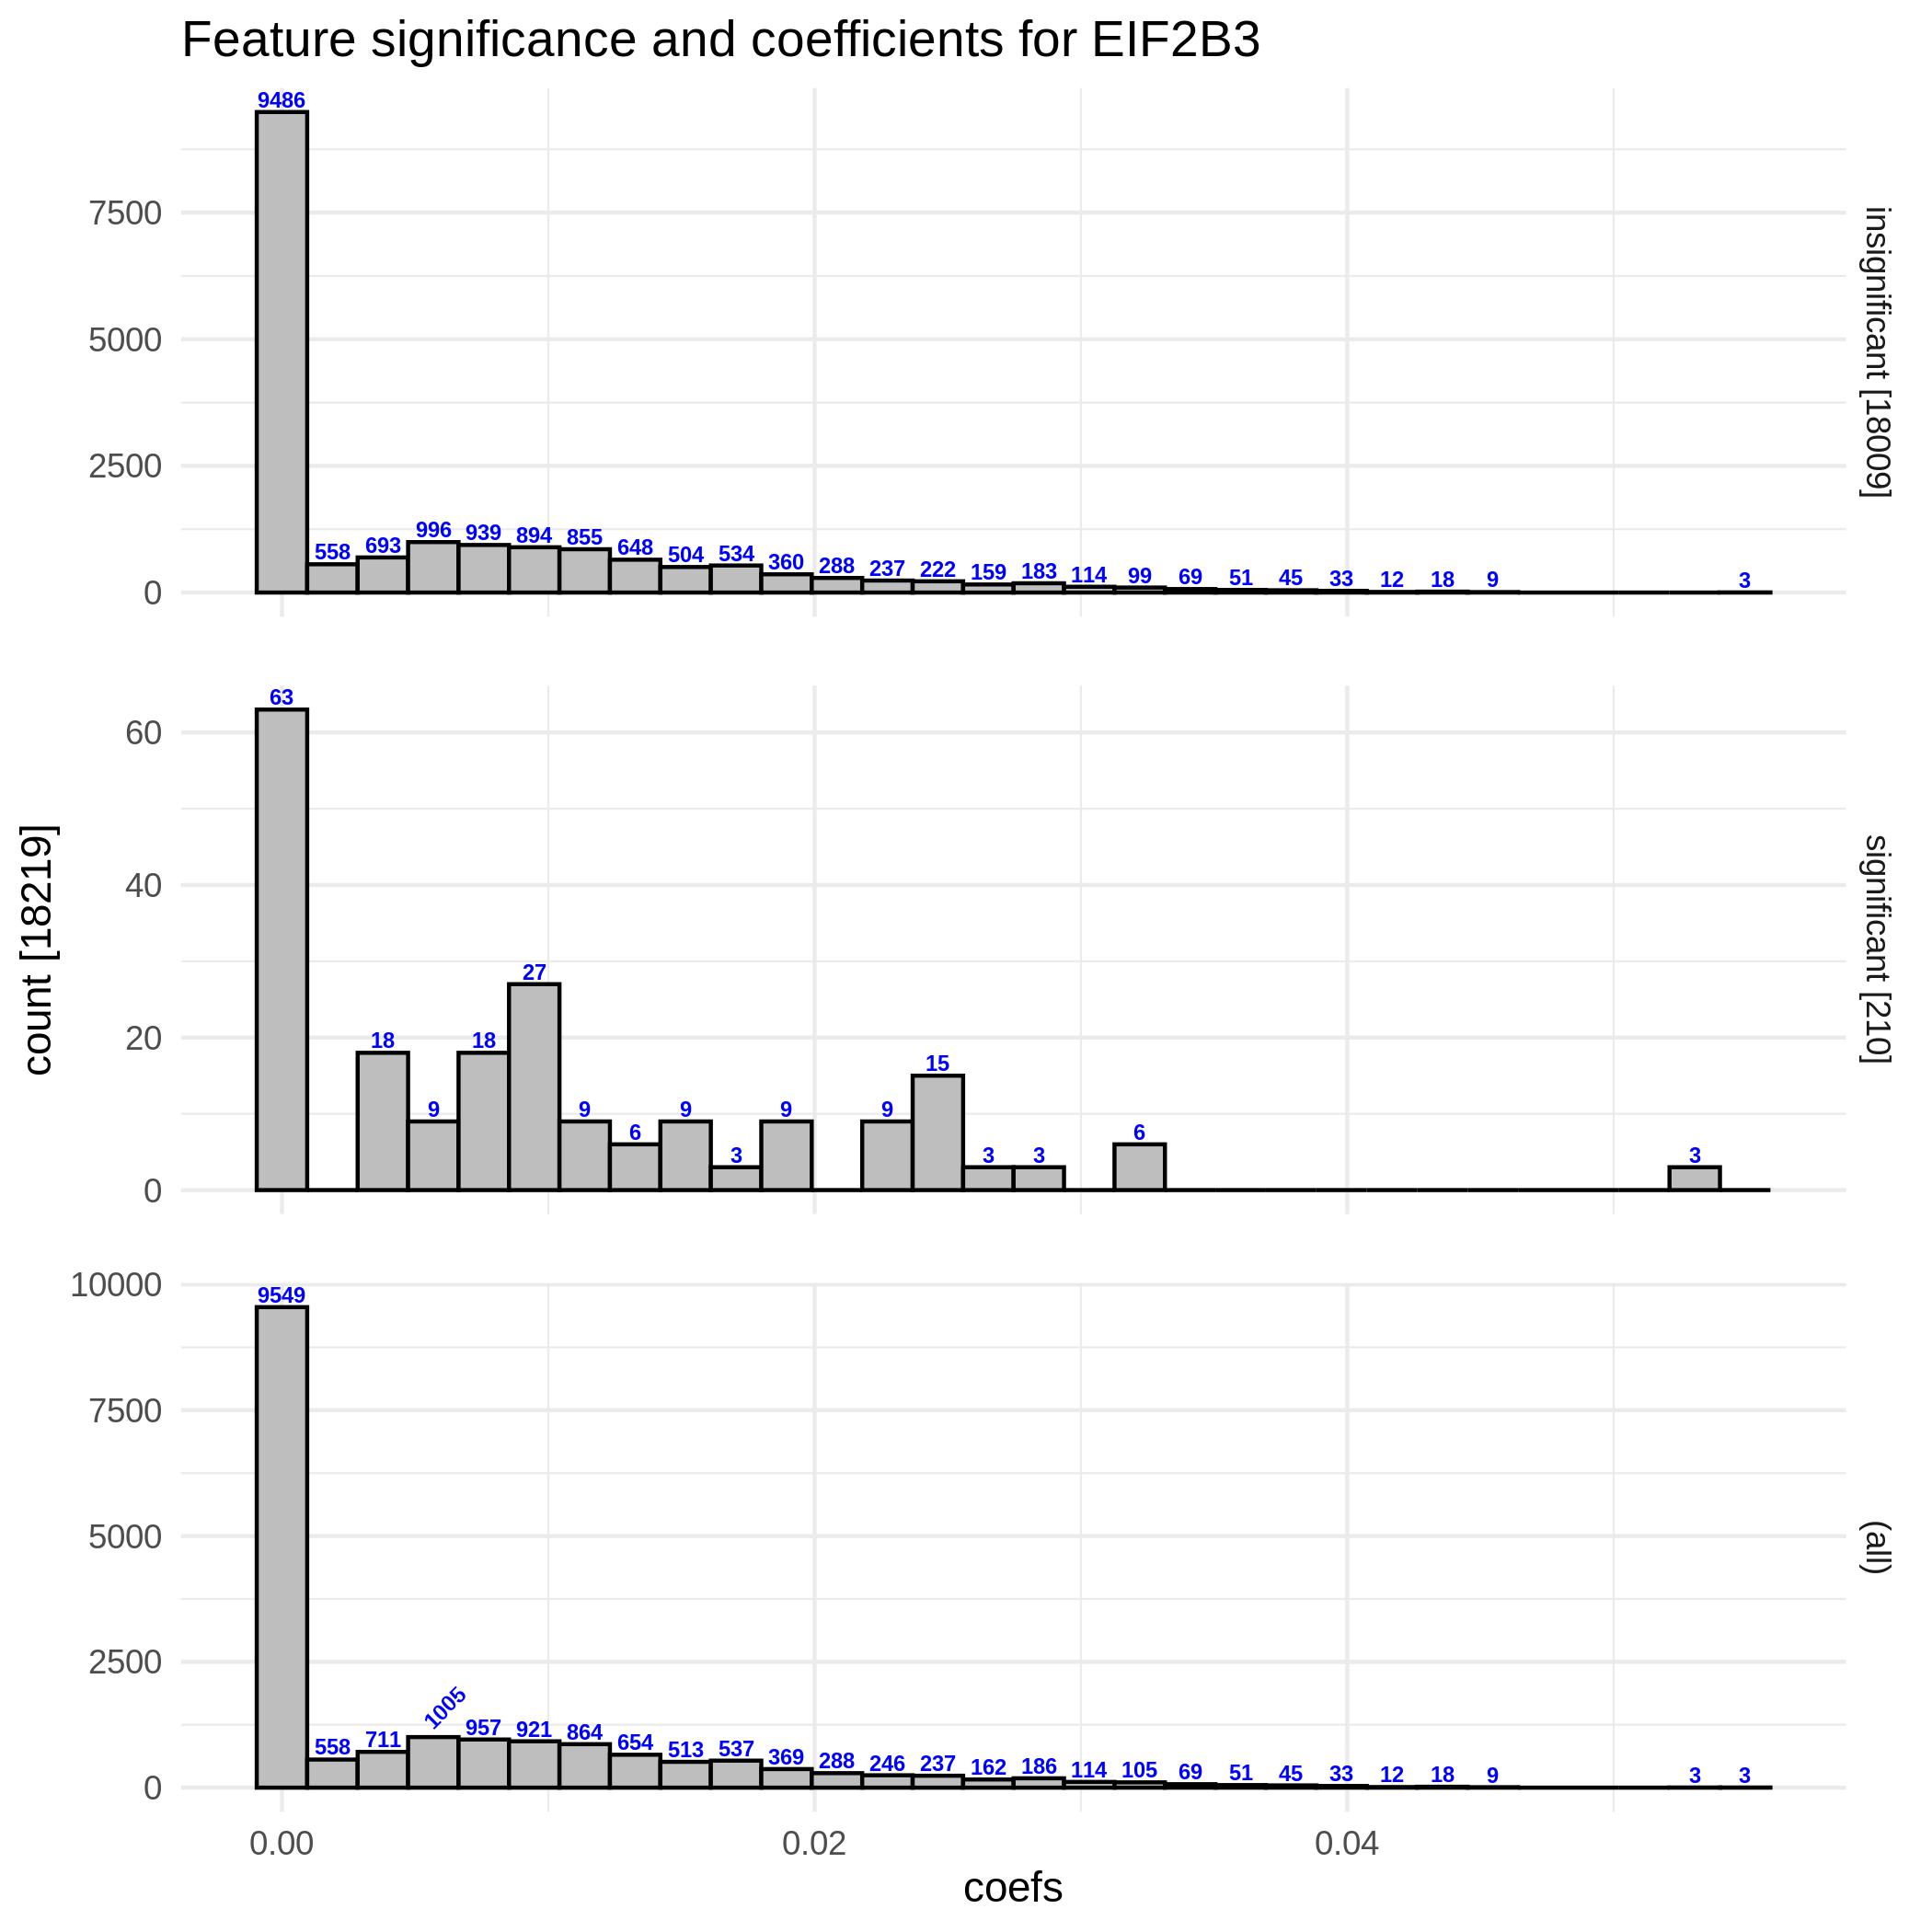 Feature significance and coefficients for EIF2B3
9486
7500
5000
2500
0
558 693 996 939 894 855 648 504 534 360 288 237 222 159 183 114 99 69 51 45 33 12 18 9 3
insignificant [18009]
count [18219]
63
60
40
20
0
18 9 18 27 9 6 9 3 9 9 15 3 3 6 3
significant [210]
10000
9549
7500
5000
2500
0
558 711 1005 957 921 864 654 513 537 369 288 246 237 162 186 114 105 69 51 45 33 12 18 9 3 3
(all)
0.00 0.02 0.04
coefs